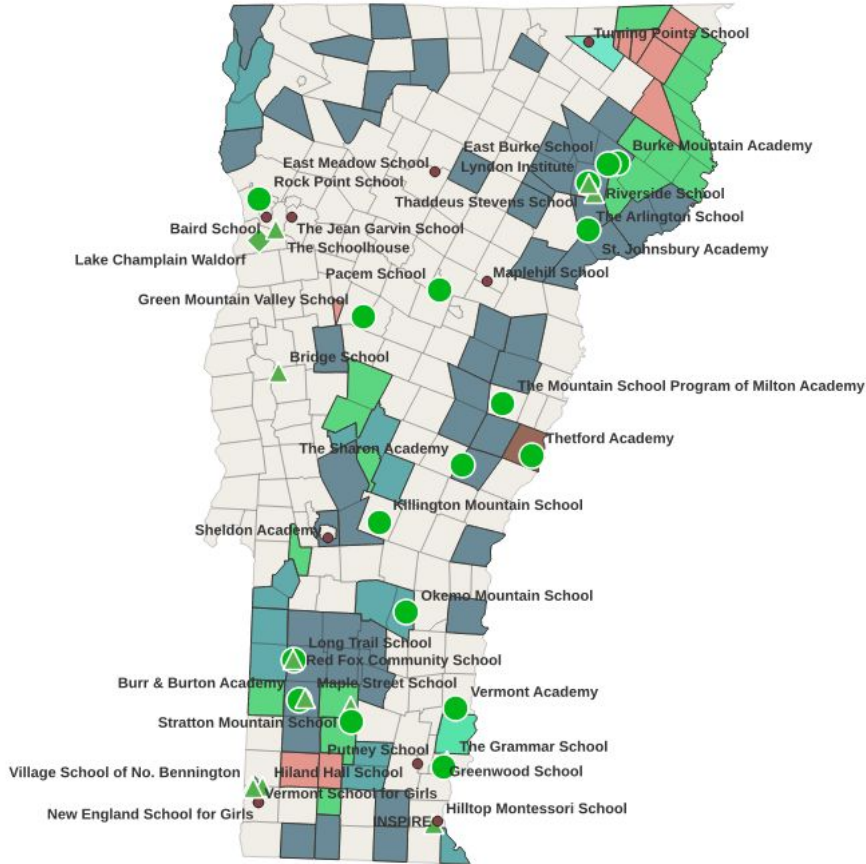 Turning Points School
East Burke School
Burke Mountain Academy
East Meadow School
Lyndon Institute
Rock Point School
Thaddeus Stevens School
Riverside School
The Arlington School
Baird School
The Jean Garvin School
The Schoolhouse
St. Johnsbury Academy
Lake Champlain Waldorf
Pacem School
Maplehill School
Green Mountain Valley School
Bridge School
The Mountain School Program of Milton Academy
Thetford Academy
The Sharon Academy
Killington Mountain School
Sheldon Academy
Okemo Mountain School
Long Trail School
Red Fox Community School
Burr & Burton Academy
Maple Street School
Vermont Academy
Stratton Mountain School
Putney School
The Grammar School
Village School of No. Bennington
Hiland Hall School
Greenwood School
Vermont School for Girls
New England School for Girls
Hilltop Montessori School
INSPIRE